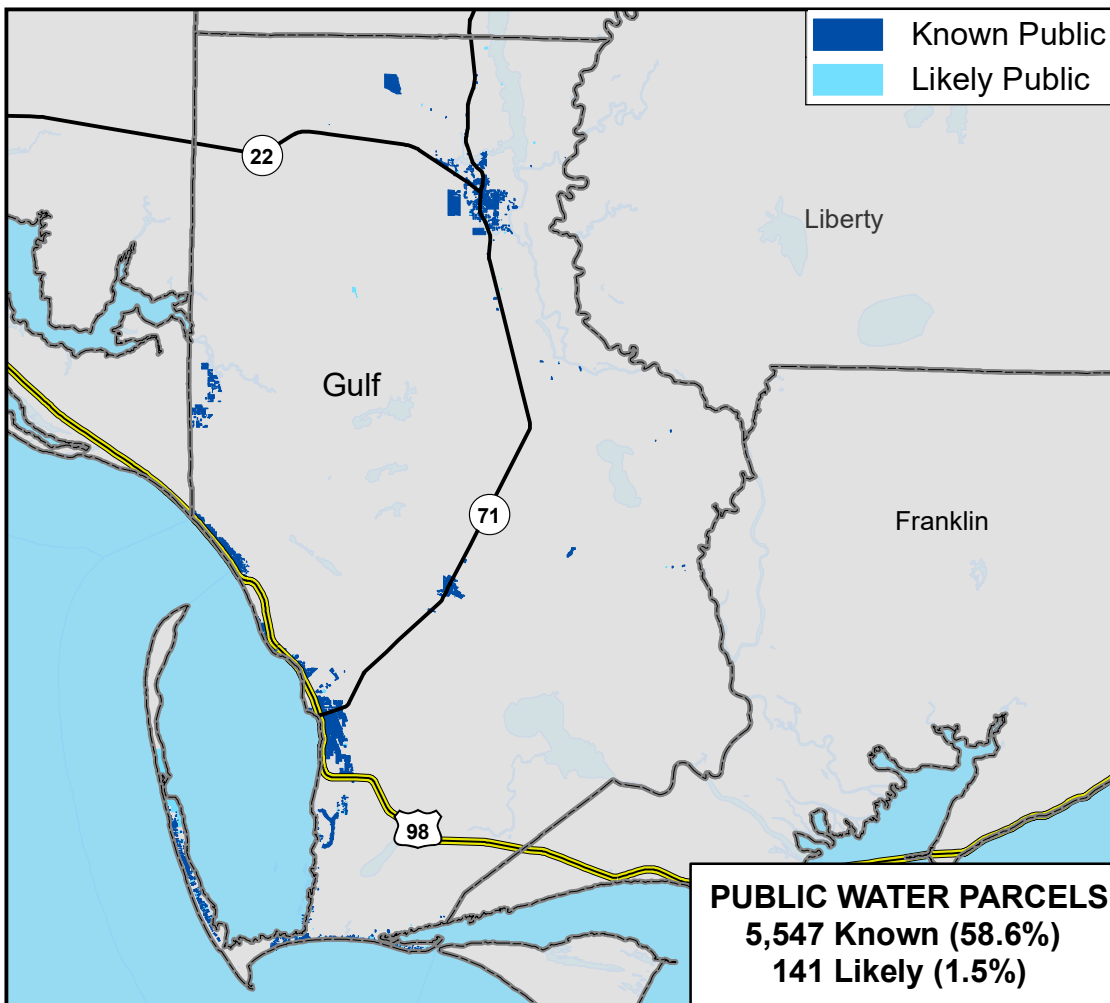 Known Public
Likely Public
22
Liberty
Gulf
71
Franklin
98
PUBLIC WATER PARCELS
5,547 Known (58.6%)
141 Likely (1.5%)